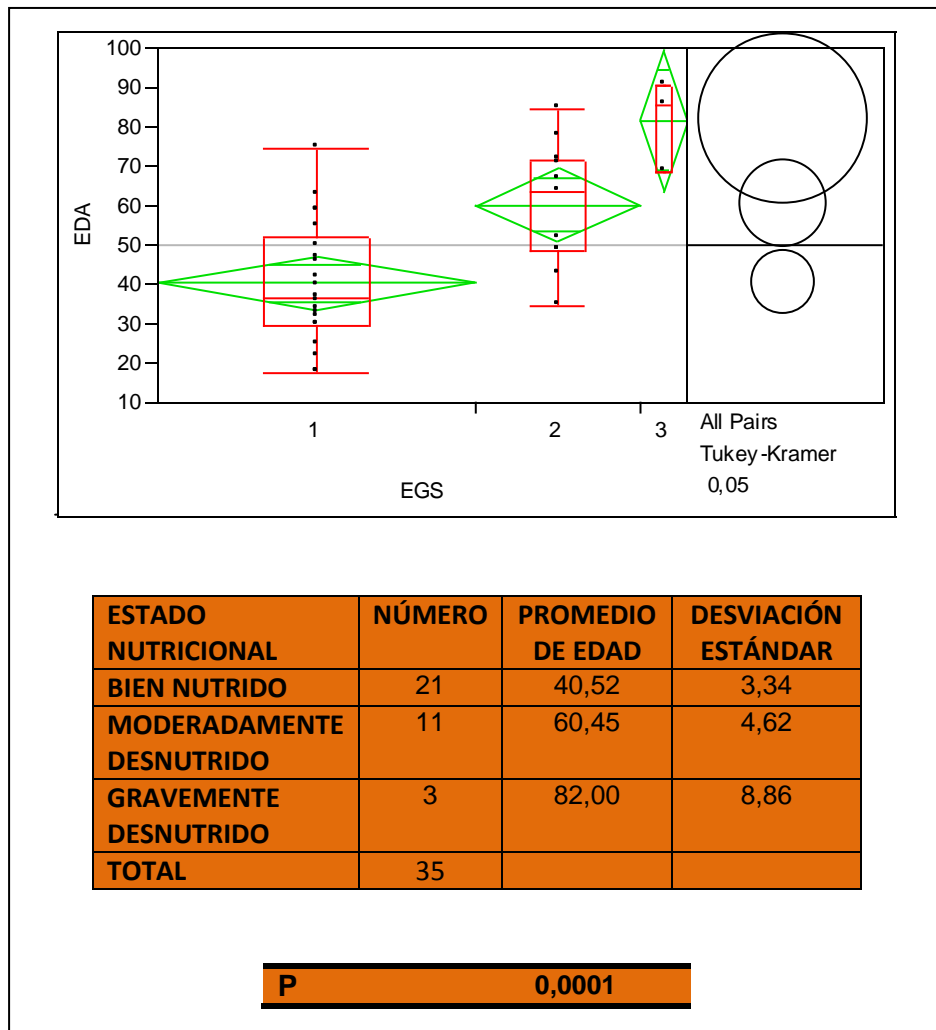 100
90
80
70
60
50
40
30
20
10
EDA
1
2
3
EGS
All Pairs
Tukey-Kramer
0,05
ESTADO NUTRICIONAL
NÚMERO
PROMEDIO DE EDAD
DESVIACIÓN ESTÁNDAR
BIEN NUTRIDO 21 40,52 3,34
MODERADAMENTE DESNUTRIDO 11 60,45 4,62
GRAVEMENTE DESNUTRIDO 3 82,00 8,86
TOTAL 35
P 0,0001